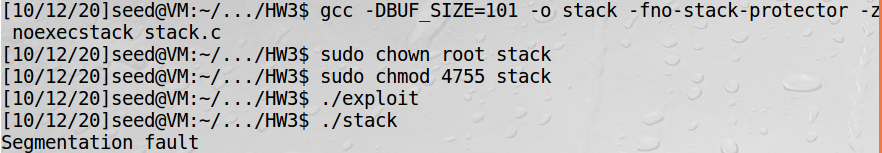 [10/12/20]seed@VM:~/.../HW3$ gcc -DBUF_SIZE=101 -o stack -fno-stack-protector -z
 noexecstack stack.c
[10/12/20]seed@VM:~/.../HW3$ sudo chown root stack
[10/12/20]seed@VM:~/.../HW3$ sudo chmod 4755 stack
[10/12/20]seed@VM:~/.../HW3$ ./exploit
[10/12/20]seed@VM:~/.../HW3$ ./stack
Segmentation fault